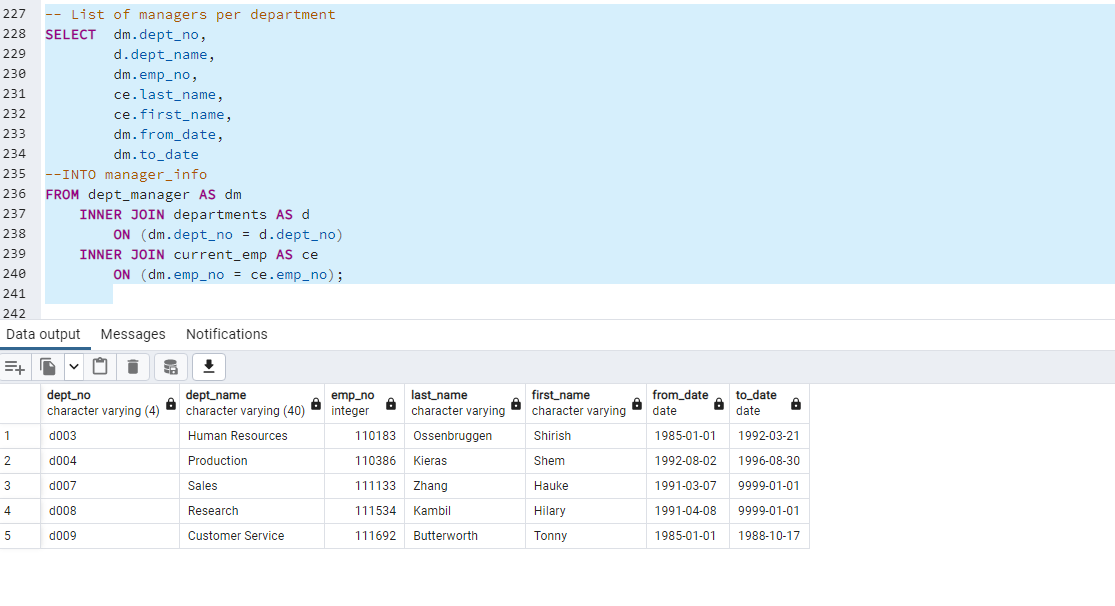 227 -- List of managers per department
228 SELECT dm.dept_no,
229 d.dept_name,
230 dm.emp_no,
231 ce.last_name,
232 ce.first_name,
233 dm.from_date,
234 dm.to_date
235 --INTO manager_info
236 FROM dept_manager AS dm
237 INNER JOIN departments AS d
238 ON (dm.dept_no = d.dept_no)
239 INNER JOIN current_emp AS ce
240 ON (dm.emp_no = ce.emp_no);
241
242
Data output Messages Notifications
dept_no dept_name emp_no last_name first_name from_date to_date
character varying (4) character varying (40) integer character varying character varying date date
1 d003 Human Resources 110183 Ossenbruggen Shirish 1985-01-01 1992-03-21
2 d004 Production 110386 Kieras Shem 1992-08-02 1996-08-30
3 d007 Sales 111133 Zhang Hauke 1991-03-07 9999-01-01
4 d008 Research 111534 Kambil Hilary 1991-04-08 9999-01-01
5 d009 Customer Service 111692 Butterworth Tonny 1985-01-01 1988-10-17